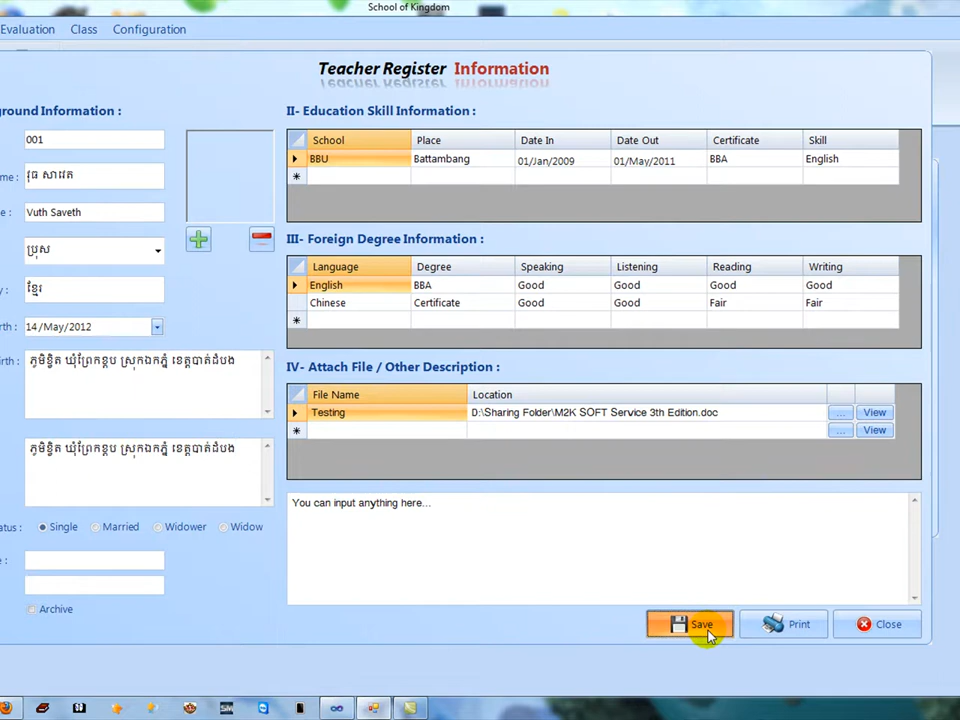 School of Kingdom
Evaluation Class Configuration
Teacher Register Information
ground Information :
001
me : វុធ សាវេត
e : Vuth Saveth
ប្រុស
y : ខ្មែរ
rth : 14/May/2012
irth : ភូមិខ្វិត ឃុំព្រែកខ្ពប ស្រុកឯកភ្នំ ខេត្តបាត់ដំបង
ភូមិខ្វិត ឃុំព្រែកខ្ពប ស្រុកឯកភ្នំ ខេត្តបាត់ដំបង
atus : Single Married Widower Widow
e :
Archive
II- Education Skill Information :
School Place Date In Date Out Certificate Skill
BBU Battambang 01/Jan/2009 01/May/2011 BBA English
III- Foreign Degree Information :
Language Degree Speaking Listening Reading Writing
English BBA Good Good Good Good
Chinese Certificate Good Good Fair Fair
IV- Attach File / Other Description :
File Name Location
Testing D:\Sharing Folder\M2K SOFT Service 3th Edition.doc ... View
... View
You can input anything here...
Save Print Close